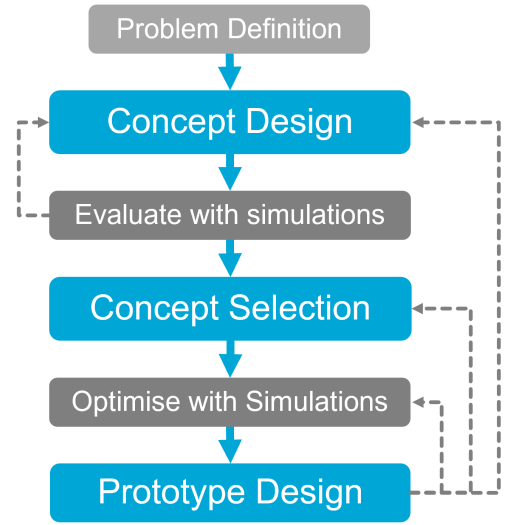 Problem Definition
Concept Design
Evaluate with simulations
Concept Selection
Optimise with Simulations
Prototype Design